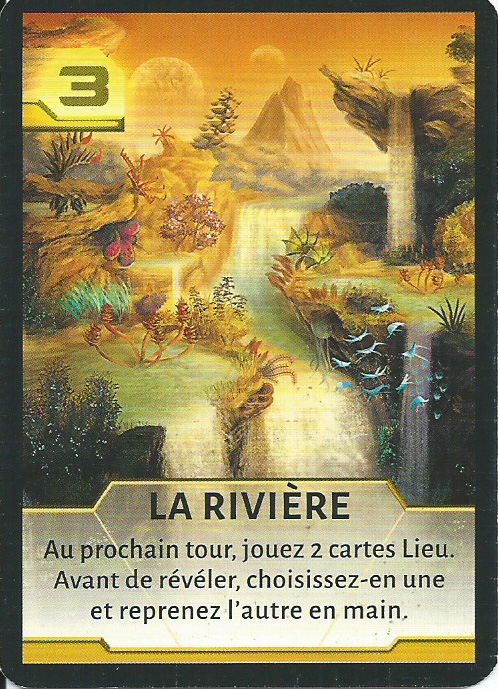 3
LA RIVIÈRE
Au prochain tour, jouez 2 cartes Lieu.
Avant de révéler, choisissez-en une
et reprenez l'autre en main.